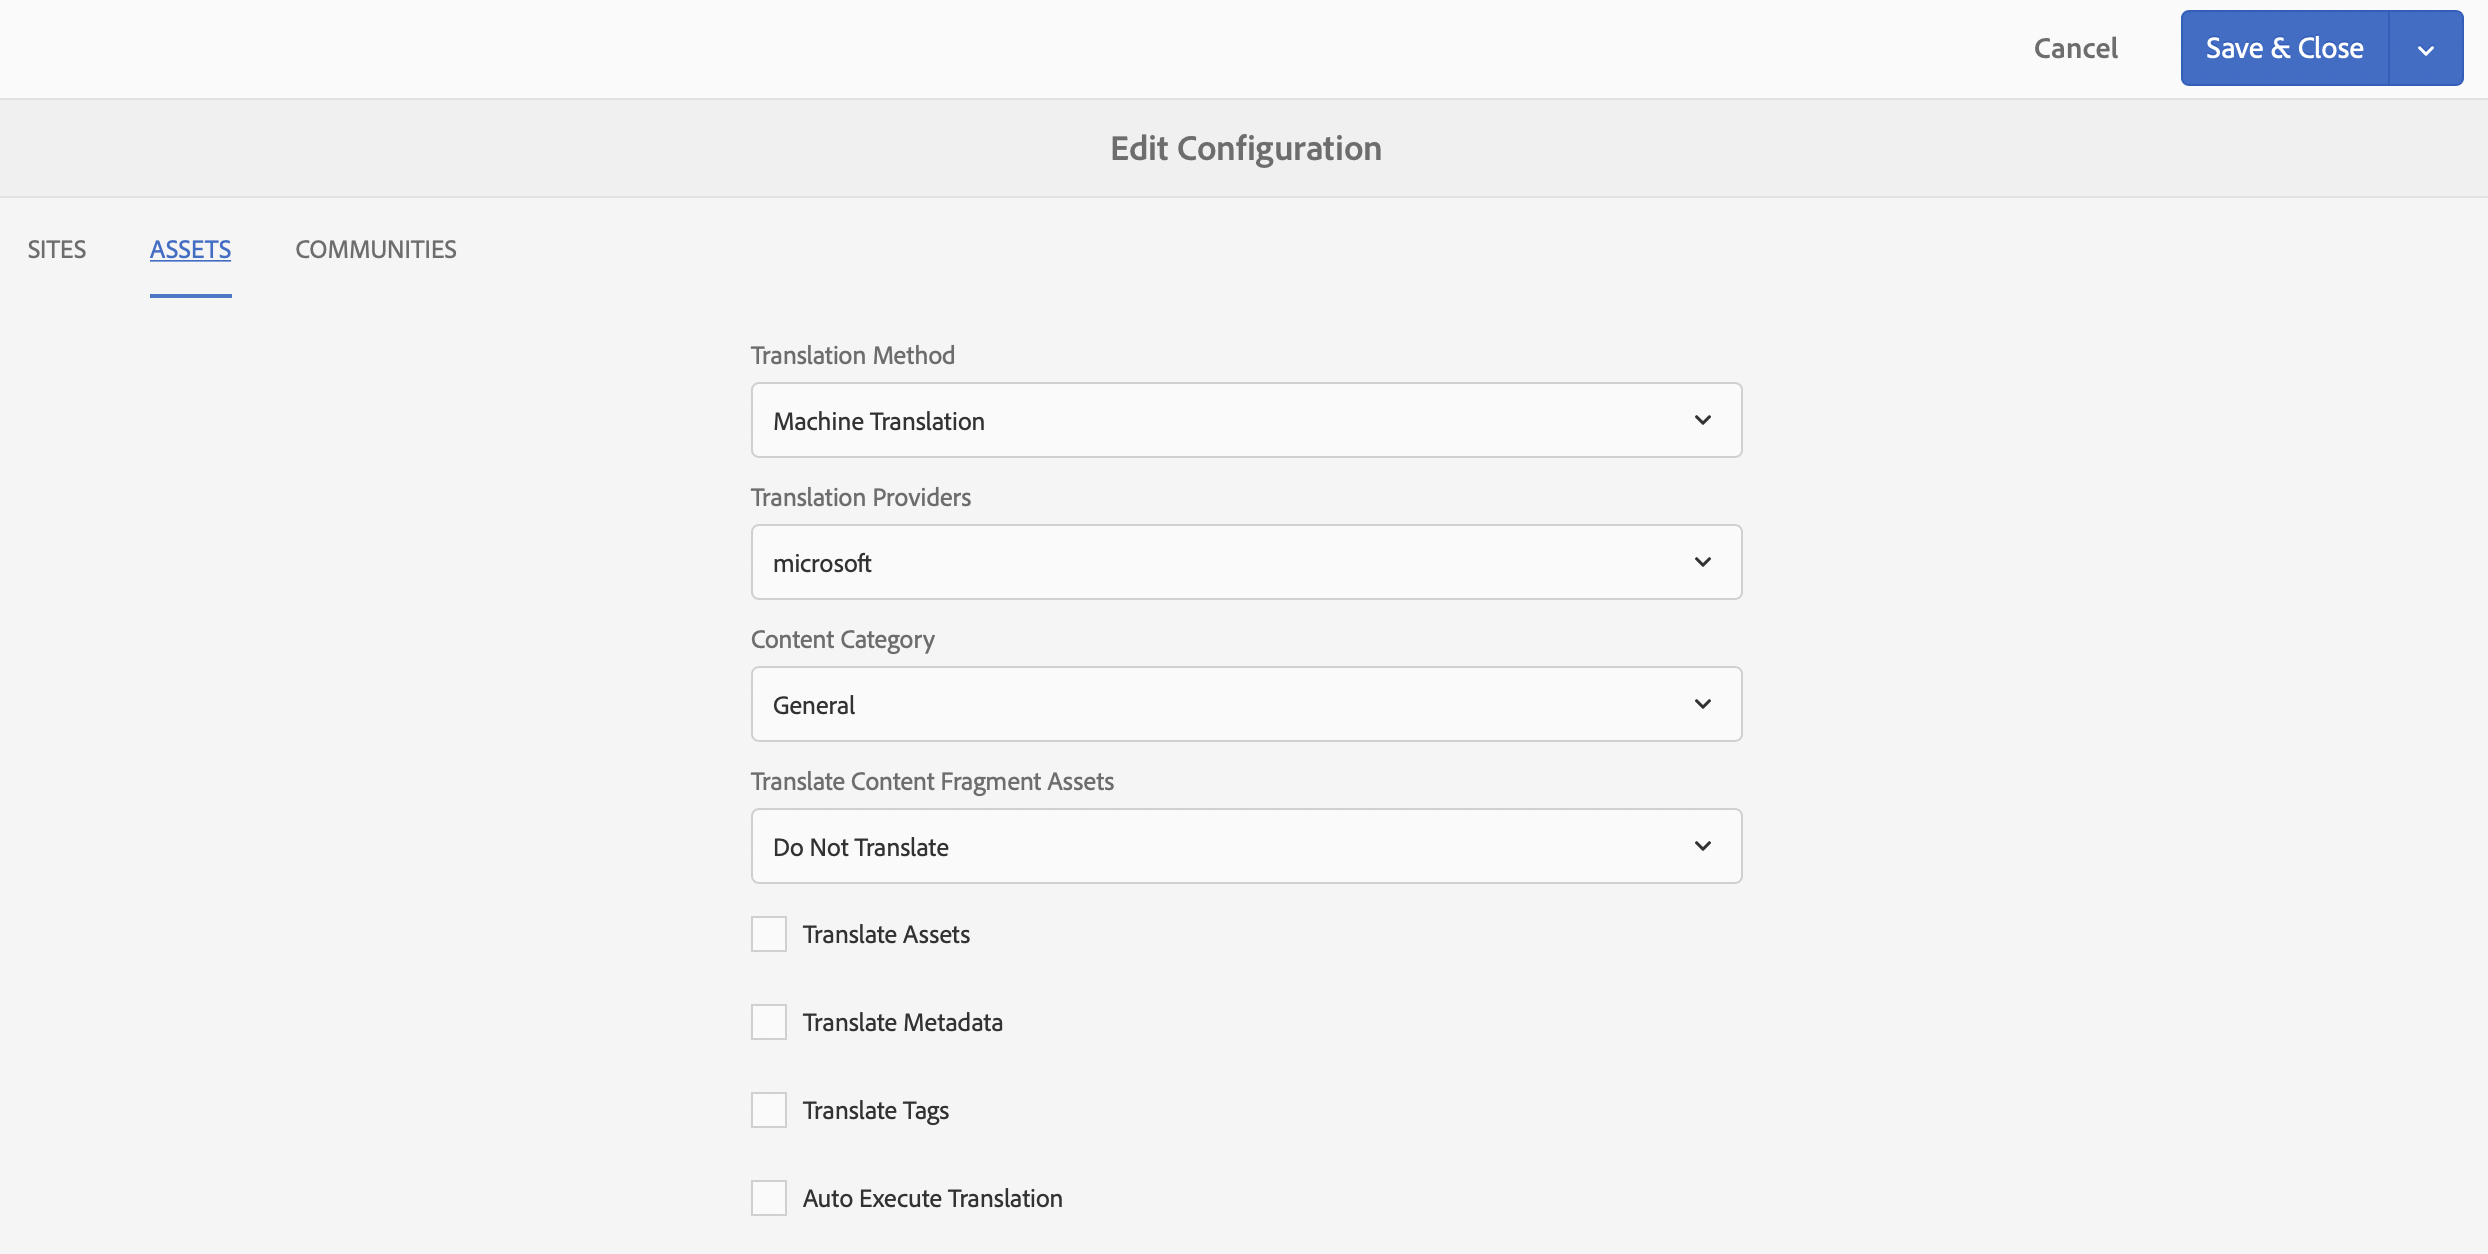 Cancel
Save & Close
Edit Configuration
SITES
ASSETS
COMMUNITIES
Translation Method
Machine Translation
Translation Providers
microsoft
Content Category
General
Translate Content Fragment Assets
Do Not Translate
Translate Assets
Translate Metadata
Translate Tags
Auto Execute Translation